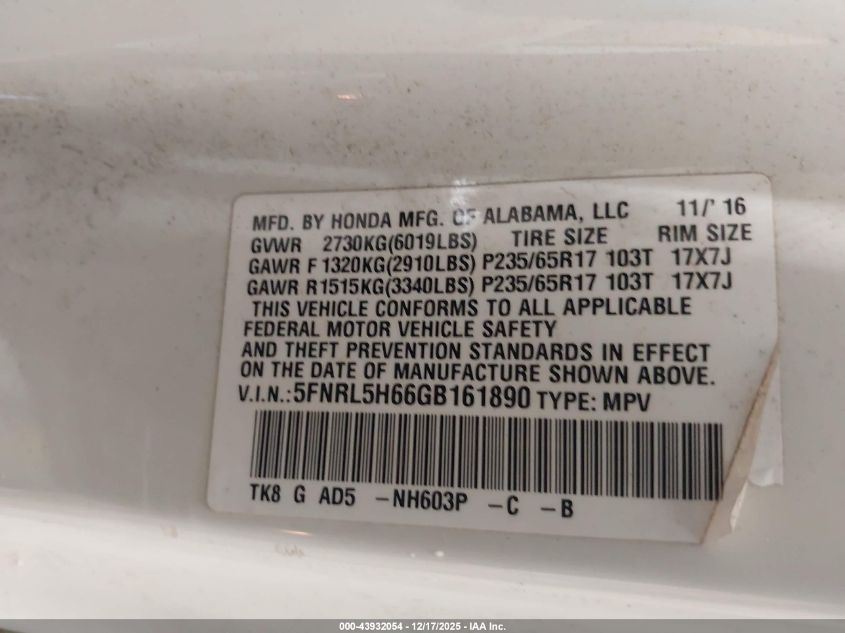 MFD. BY HONDA MFG. OF ALABAMA, LLC 11/' 16
GVWR 2730KG(6019LBS) TIRE SIZE RIM SIZE
GAWR F 1320KG(2910LBS) P235/65R17 103T 17X7J
GAWR R1515KG(3340LBS) P235/65R17 103T 17X7J
THIS VEHICLE CONFORMS TO ALL APPLICABLE
FEDERAL MOTOR VEHICLE SAFETY
AND THEFT PREVENTION STANDARDS IN EFFECT
ON THE DATE OF MANUFACTURE SHOWN ABOVE.
V.I.N.:5FNRL5H66GB161890 TYPE: MPV
TK8 G AD5 -NH603P -C -B
000-43932054 - 12/17/2025 - IAA Inc.